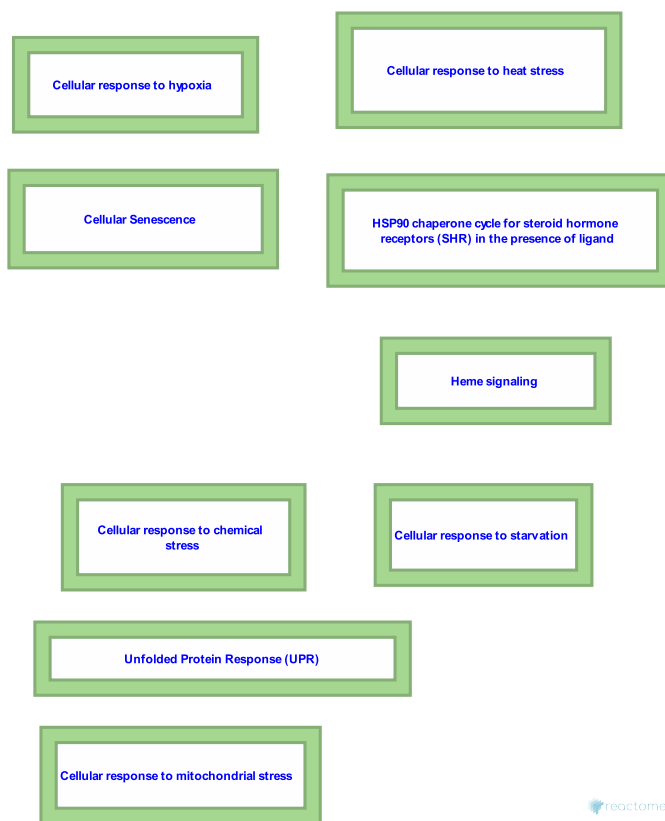 Cellular response to hypoxia
Cellular response to heat stress
Cellular Senescence
HSP90 chaperone cycle for steroid hormone
receptors (SHR) in the presence of ligand
Heme signaling
Cellular response to chemical
stress
Cellular response to starvation
Unfolded Protein Response (UPR)
Cellular response to mitochondrial stress
reactome